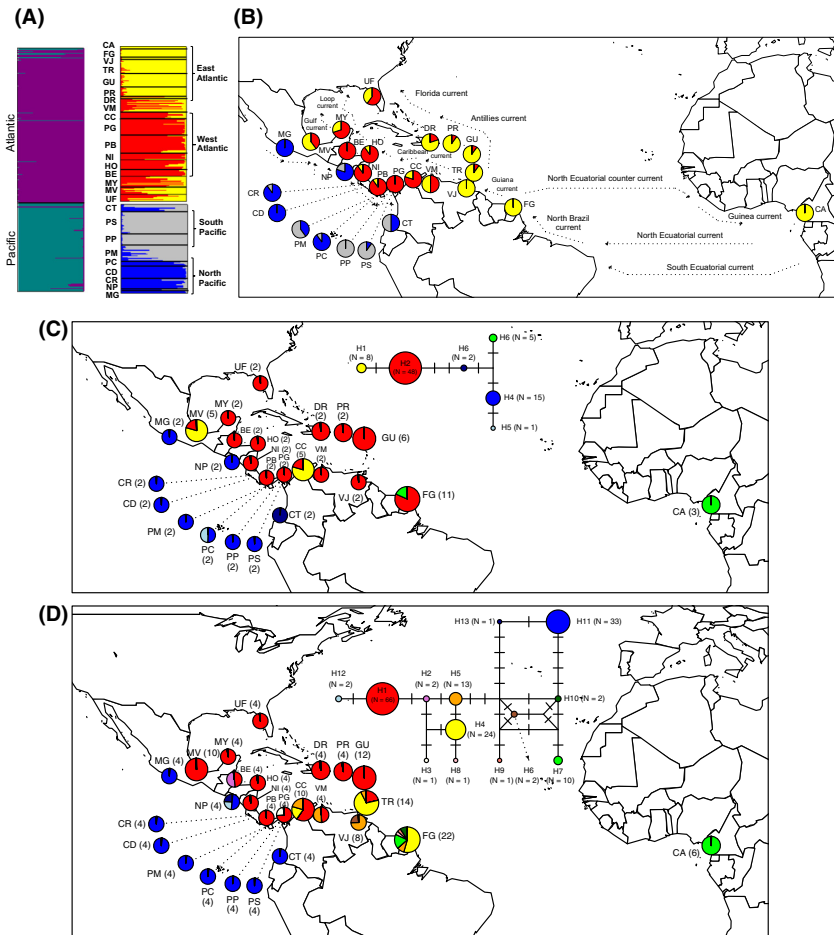 (A)
Atlantic
Pacific
CA
FG
VJ
TR
GU
PR
DR
VM
CC
PG
PB
NI
HO
BE
MY
MV
UF
CT
PS
PP
PM
PC
CD
CR
NP
MG
East
Atlantic
West
Atlantic
South
Pacific
North
Pacific
(B)
UF
Florida current
Loop
current
Antillies current
MY
Gulf
current
DR
PR
GU
MG
BE
HO
Caribbean
current
NP
NI
PB
PG
CC
VM
TR
VJ
Guiana
current
North Equatorial counter current
CR
FG
Guinea current
CA
CD
CT
North Brazil
current
North Equatorial current
PM
PC
PP
PS
South Equatorial current
(C)
H6 (N = 5)
H1
(N = 8)
H2
(N = 48)
H6
(N = 2)
H4 (N = 15)
H5 (N = 1)
UF (2)
MY (2)
MV (5)
MG (2)
DR
(2)
PR
(2)
GU (6)
BE (2)
HO (2)
NI (2)
CC
(5)
NP (2)
PB
(2)
PG
(2)
VM
(2)
CR (2)
VJ (2)
FG (11)
CD (2)
CT (2)
CA (3)
PM (2)
PC
(2)
PP
(2)
PS
(2)
(D)
H13 (N = 1)
H11 (N = 33)
H12
(N = 2)
H1
H2
(N = 2)
H5
(N = 13)
H10 (N = 2)
H4
(N = 24)
H3
(N = 1)
H8
(N = 1)
H9
(N = 1)
H6
(N = 2)
H7
(N = 10)
UF (4)
MY (4)
MV (10)
MG (4)
DR
(4)
PR
(4)
GU
(12)
BE (4)
HO (4)
NI (4)
CC
(10)
NP (4)
PB
(4)
PG
(4)
VM
(4)
TR (14)
CR (4)
VJ (8)
FG (22)
CD (4)
CT (4)
CA (6)
PM (4)
PC
(4)
PP
(4)
PS
(4)